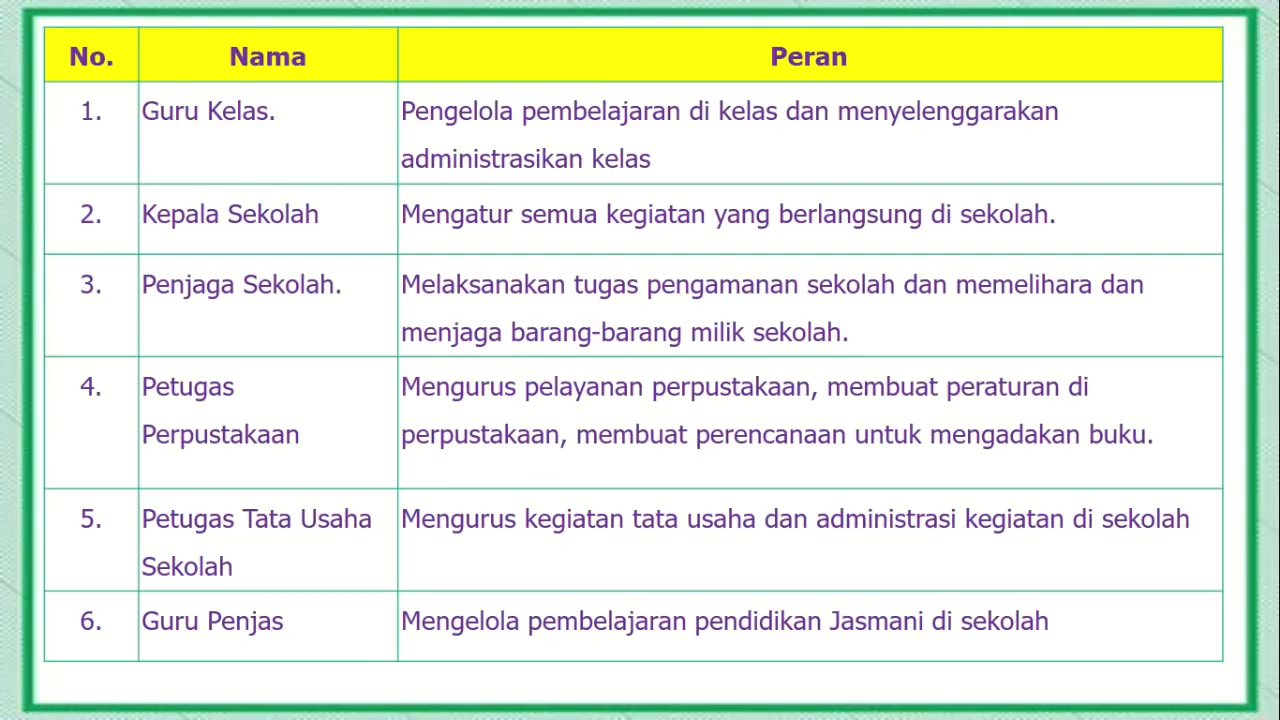 No. Nama Peran
1. Guru Kelas. Pengelola pembelajaran di kelas dan menyelenggarakan
administrasikan kelas
2. Kepala Sekolah Mengatur semua kegiatan yang berlangsung di sekolah.
3. Penjaga Sekolah. Melaksanakan tugas pengamanan sekolah dan memelihara dan
menjaga barang-barang milik sekolah.
4. Petugas Mengurus pelayanan perpustakaan, membuat peraturan di
Perpustakaan perpustakaan, membuat perencanaan untuk mengadakan buku.
5. Petugas Tata Usaha Mengurus kegiatan tata usaha dan administrasi kegiatan di sekolah
Sekolah
6. Guru Penjas Mengelola pembelajaran pendidikan Jasmani di sekolah